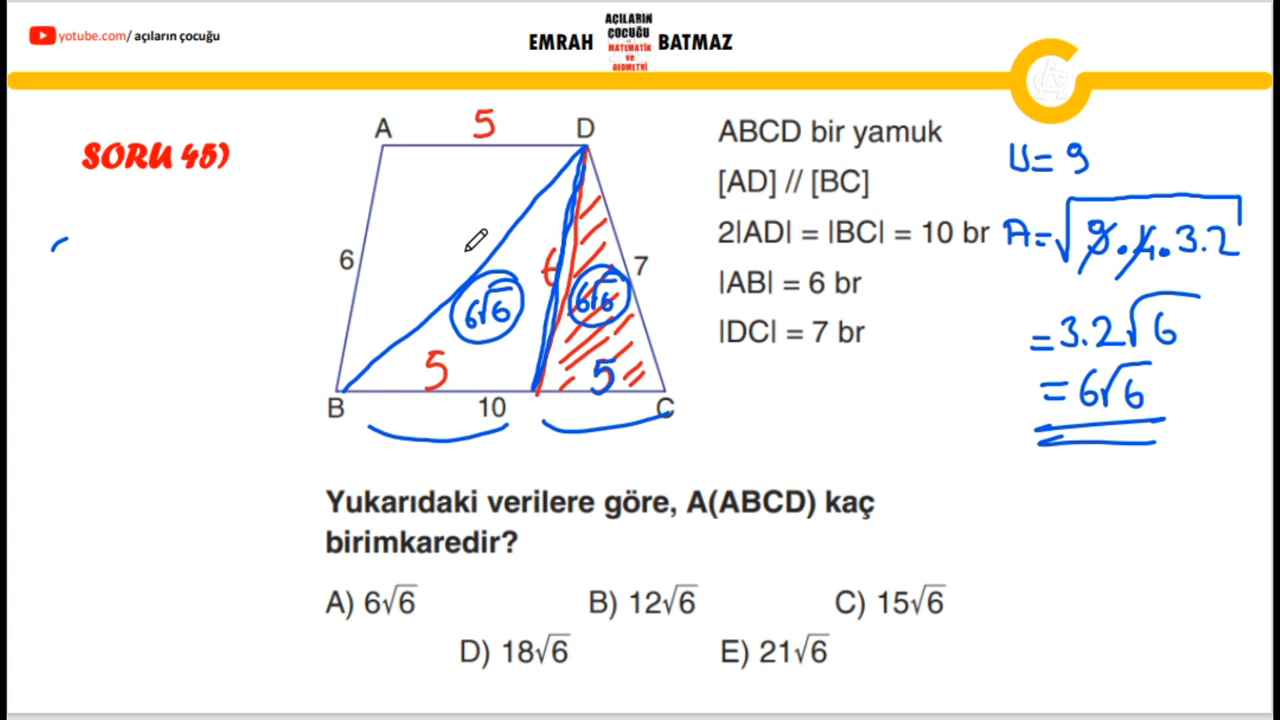 yotube.com/ açıların çocuğu
EMRAH
AÇILARIN
ÇOCUĞU
MATEMATİK
ve
GEOMETRİ
BATMAZ
SORU 45)
A
5
D
6
6
7
6√6
6√6
5
5
B
10
C
ABCD bir yamuk
[AD] // [BC]
2|AD| = |BC| = 10 br
|AB| = 6 br
|DC| = 7 br
U = 9
A = √9.4.3.2
= 3.2√6
= 6√6
Yukarıdaki verilere göre, A(ABCD) kaç
birimkaredir?
A) 6√6 B) 12√6 C) 15√6
D) 18√6 E) 21√6